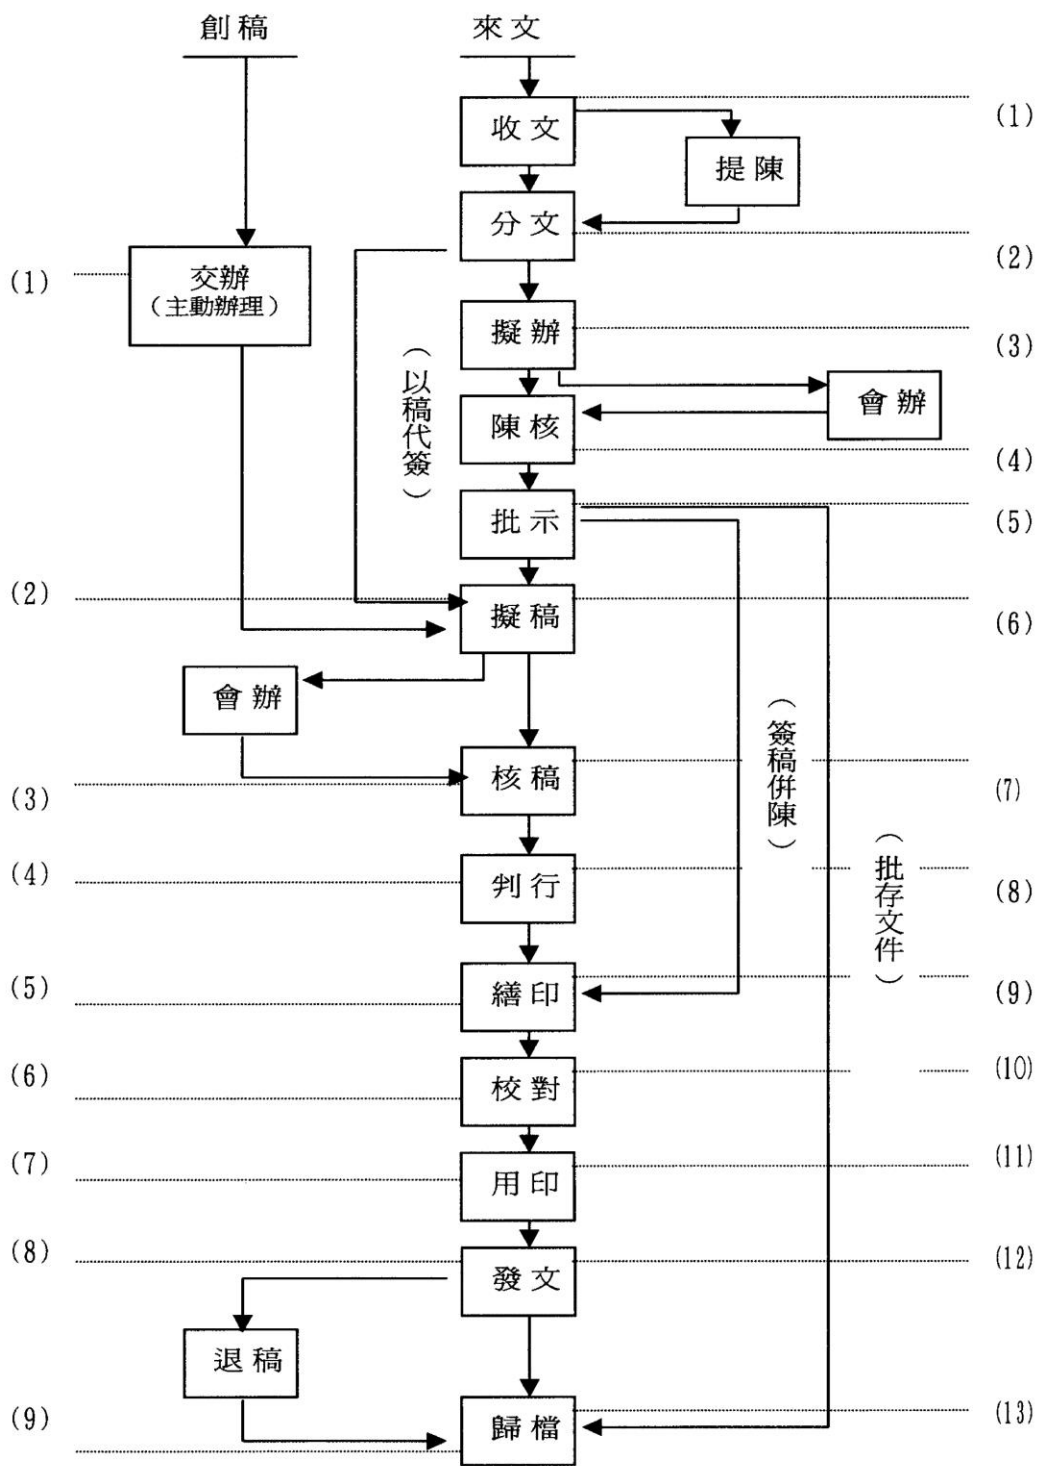 創稿
來文
收文
(1)
提陳
分文
(2)
(1)
交辦
(主動辦理)
擬辦
(3)
(以稿代簽)
會辦
陳核
(4)
批示
(5)
(2)
擬稿
(6)
會辦
(簽稿併陳)
核稿
(3)
(7)
(批存文件)
(4)
判行
(8)
(5)
繕印
(9)
(6)
校對
(10)
(7)
用印
(11)
(8)
發文
(12)
退稿
(9)
歸檔
(13)